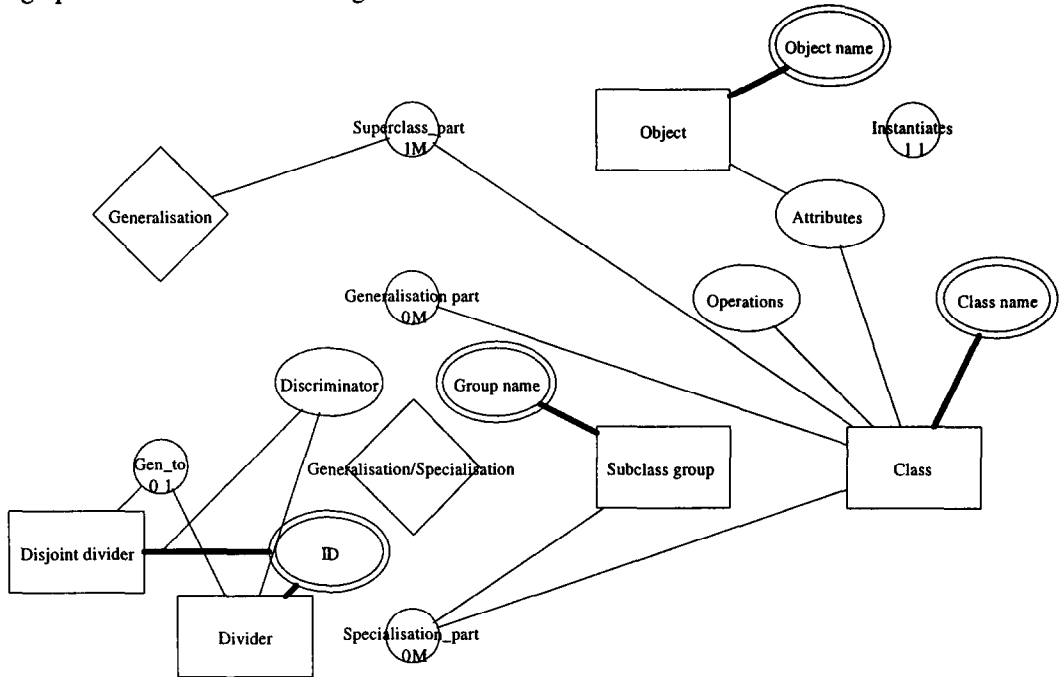 Object name
Superclass_part
1M
Object
Instantiates
1 1
Generalisation
Attributes
Generalisation part
0M
Operations
Class name
Discriminator
Group name
Gen_to
0 1
Generalisation/Specialisation
Subclass group
Class
Disjoint divider
ID
Divider
Specialisation_part
0M